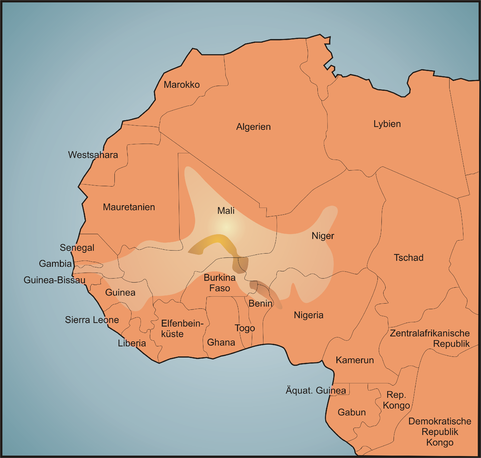 Marokko
Algerien
Lybien
Westsahara
Mauretanien
Mali
Niger
Tschad
Senegal
Gambia
Guinea-Bissau
Guinea
Burkina
Faso
Benin
Nigeria
Sierra Leone
Liberia
Elfenbein-
küste
Ghana
Togo
Zentralafrikanische
Republik
Kamerun
Äquat. Guinea
Gabun
Rep.
Kongo
Demokratische
Republik
Kongo